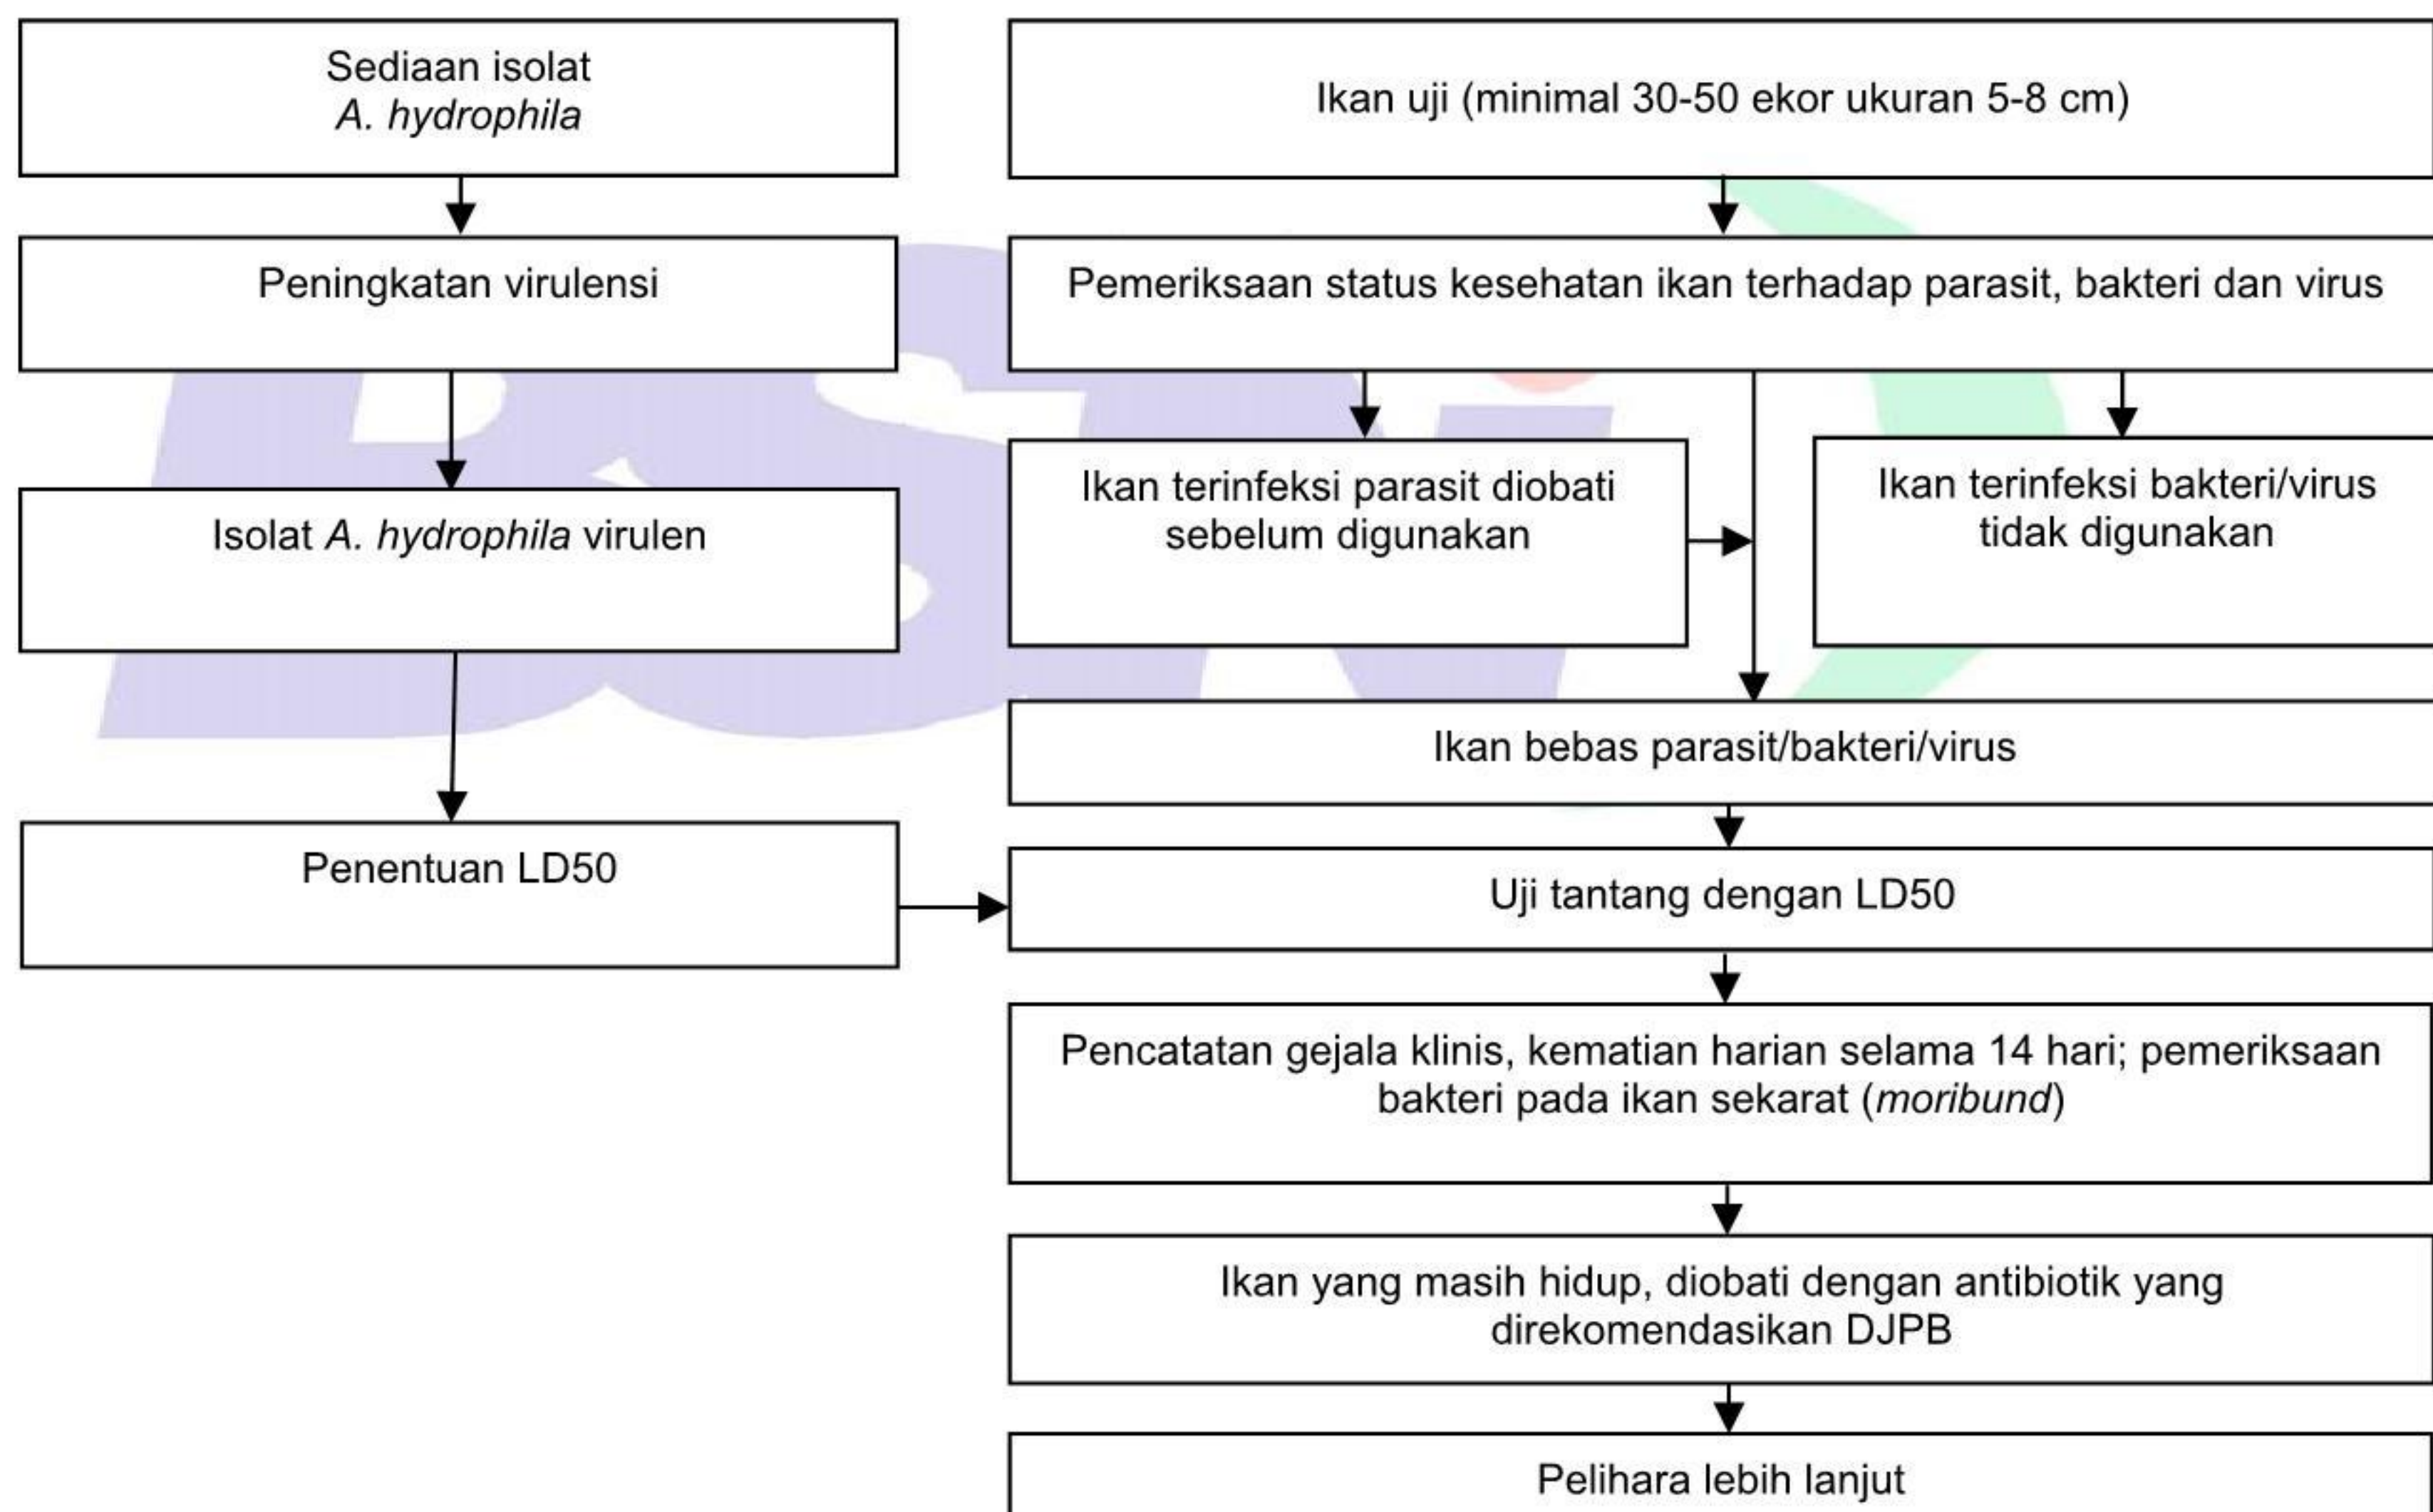 Sediaan isolat
A. hydrophila
Peningkatan virulensi
Isolat A. hydrophila virulen
Penentuan LD50
Ikan uji (minimal 30-50 ekor ukuran 5-8 cm)
Pemeriksaan status kesehatan ikan terhadap parasit, bakteri dan virus
Ikan terinfeksi parasit diobati
sebelum digunakan
Ikan terinfeksi bakteri/virus
tidak digunakan
Ikan bebas parasit/bakteri/virus
Uji tantang dengan LD50
Pencatatan gejala klinis, kematian harian selama 14 hari; pemeriksaan
bakteri pada ikan sekarat (moribund)
Ikan yang masih hidup, diobati dengan antibiotik yang
direkomendasikan DJPB
Pelihara lebih lanjut
BSN